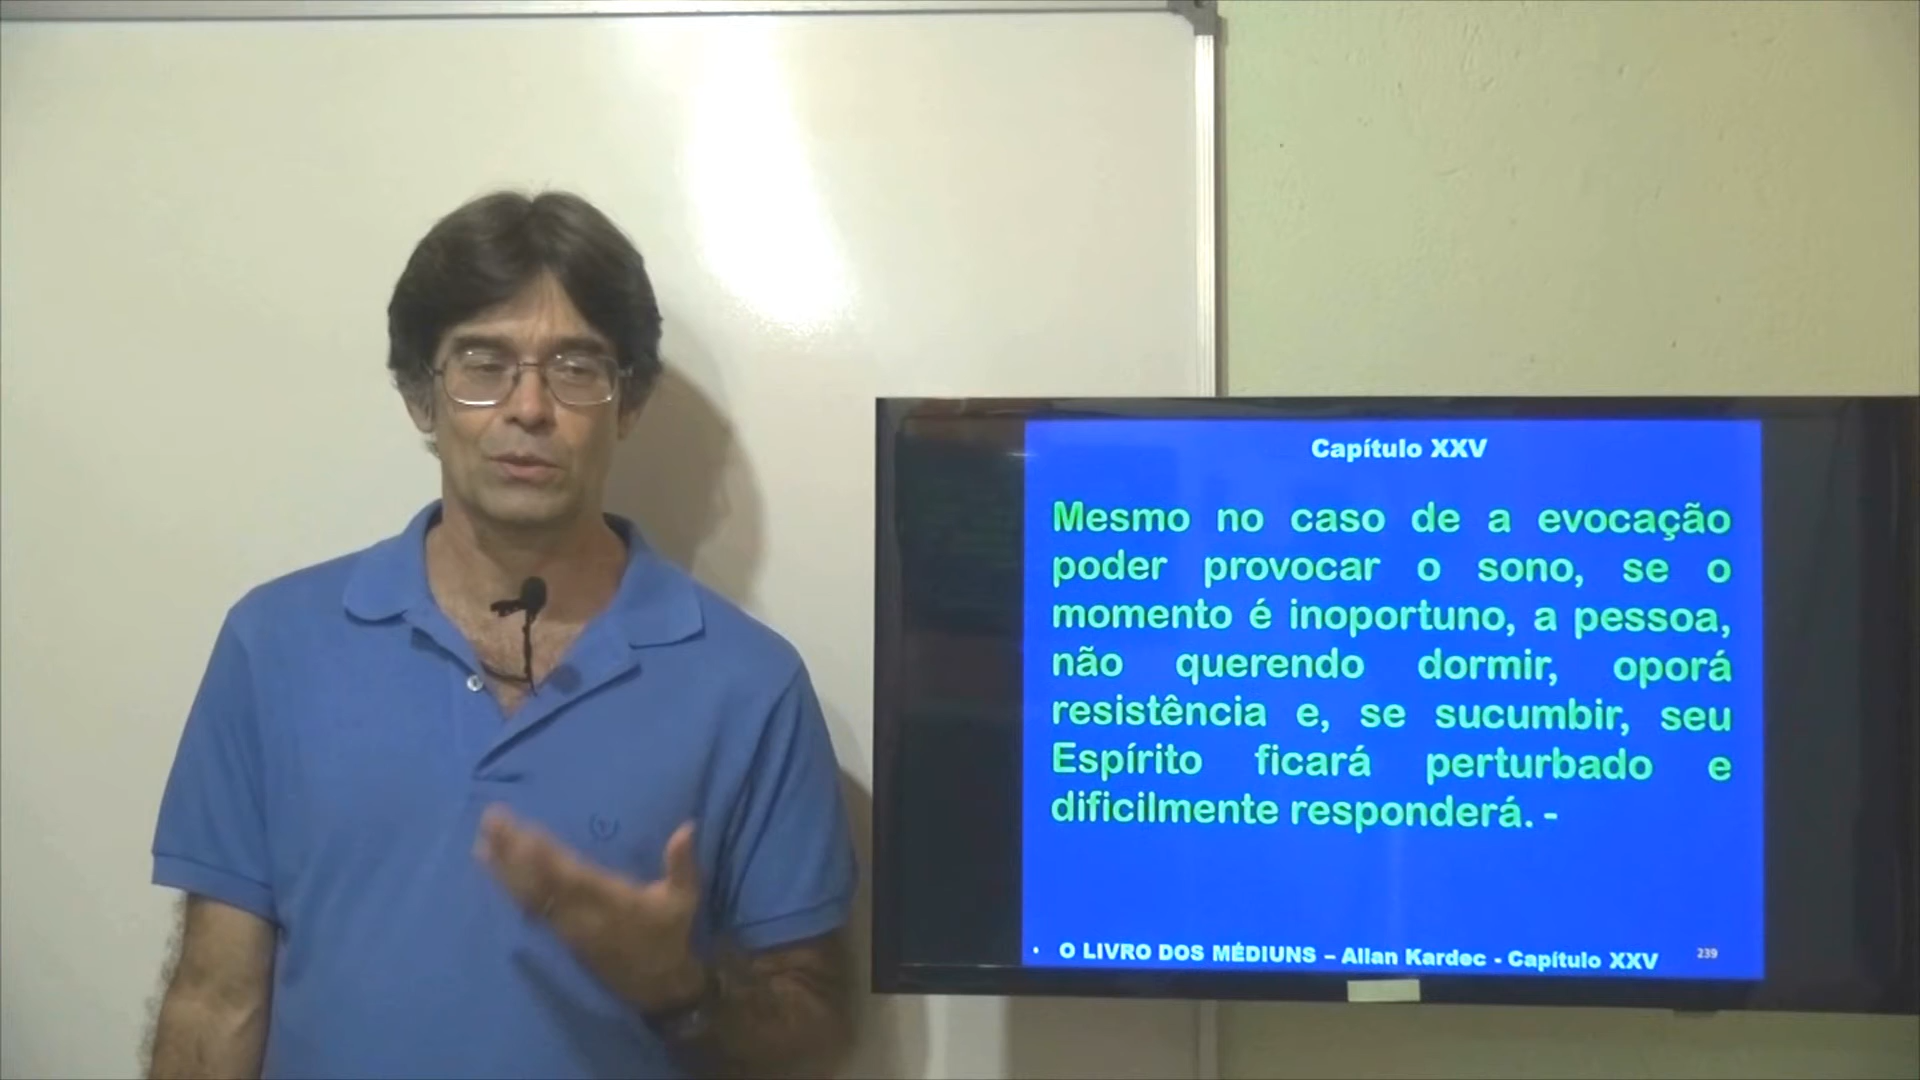 Capítulo XXV
Mesmo no caso de a evocação
poder provocar o sono, se o
momento é inoportuno, a pessoa,
não querendo dormir, oporá
resistência e, se sucumbir, seu
Espírito ficará perturbado e
dificilmente responderá. -
• O LIVRO DOS MÉDIUNS – Allan Kardec - Capítulo XXV
239